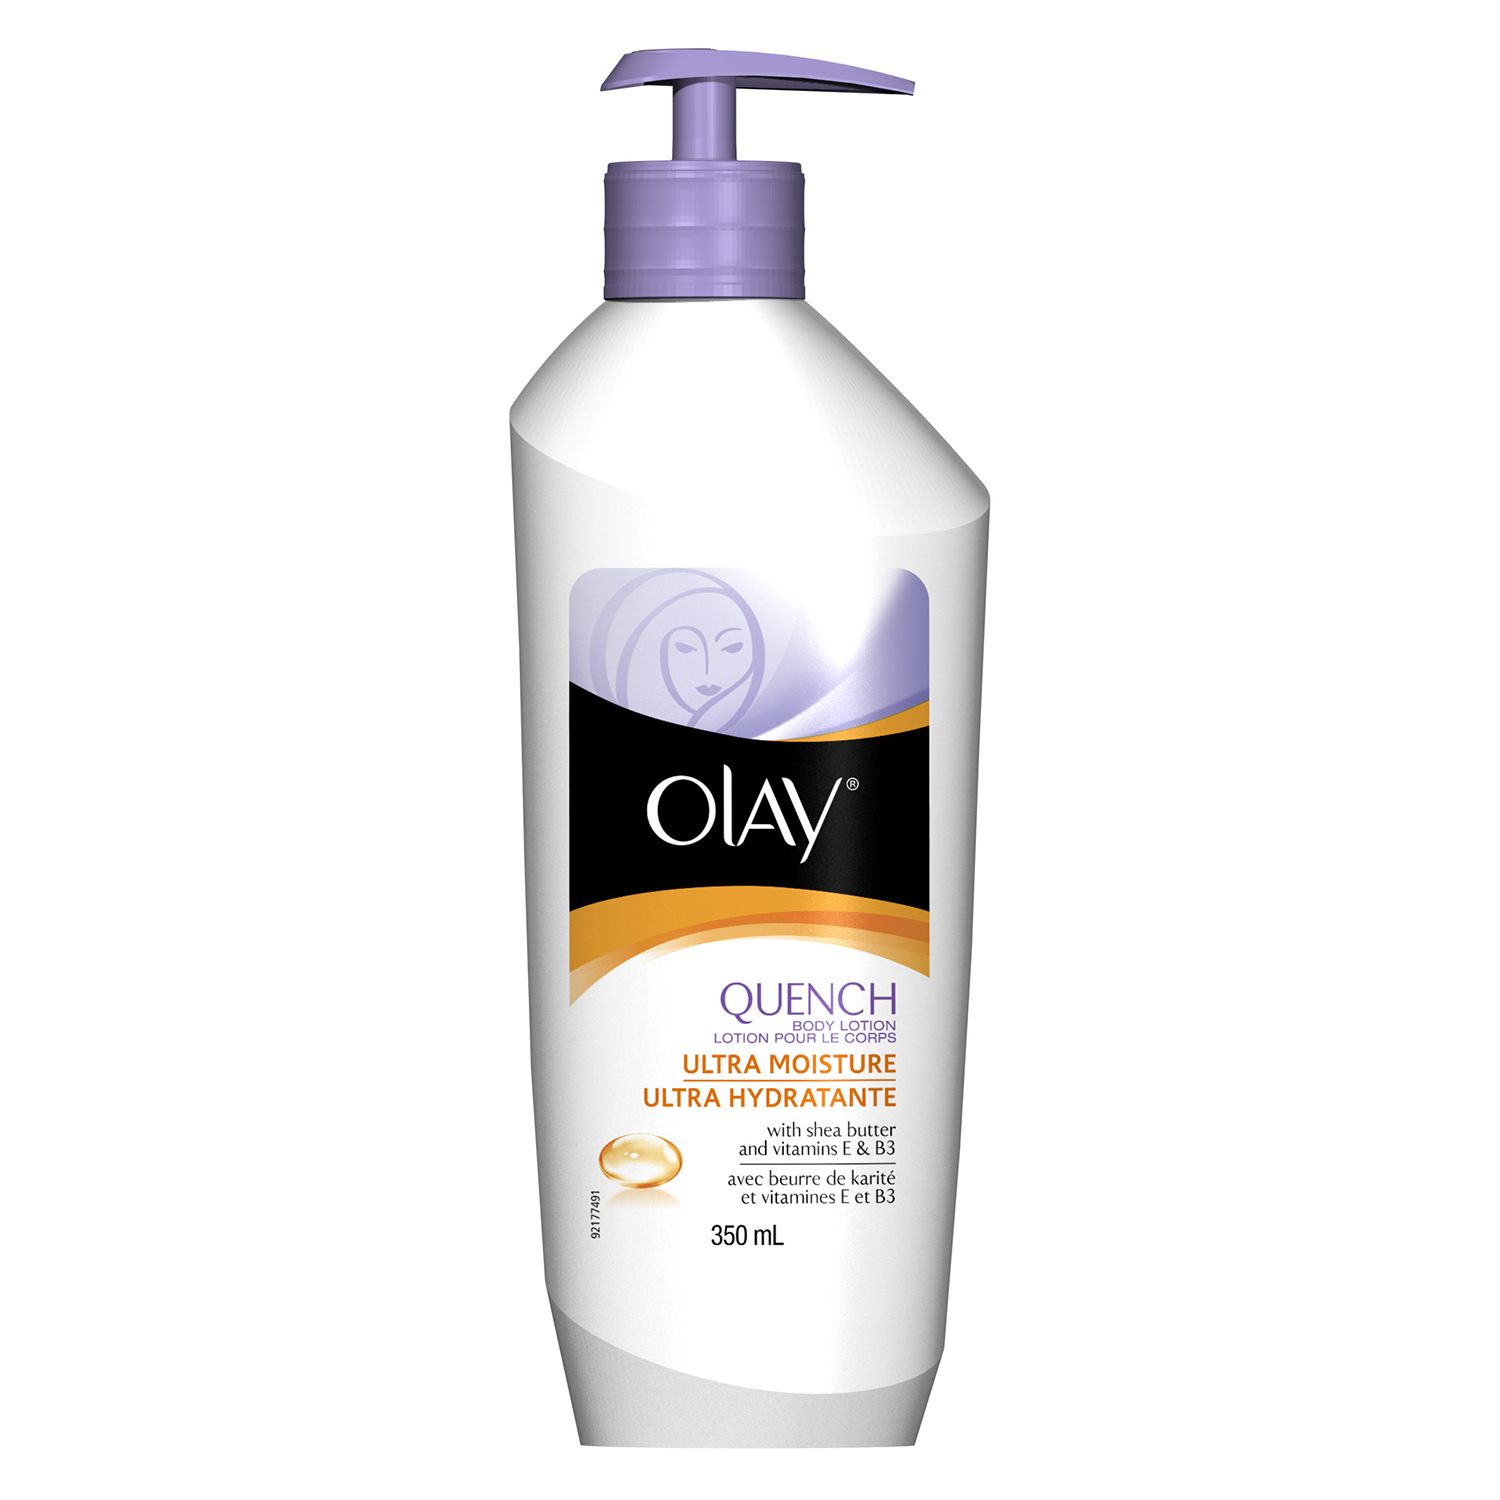 OLAY®
QUENCH
BODY LOTION
LOTION POUR LE CORPS
ULTRA MOISTURE
ULTRA HYDRATANTE
with shea butter
and vitamins E & B3
avec beurre de karité
et vitamines E et B3
350 mL
92177491